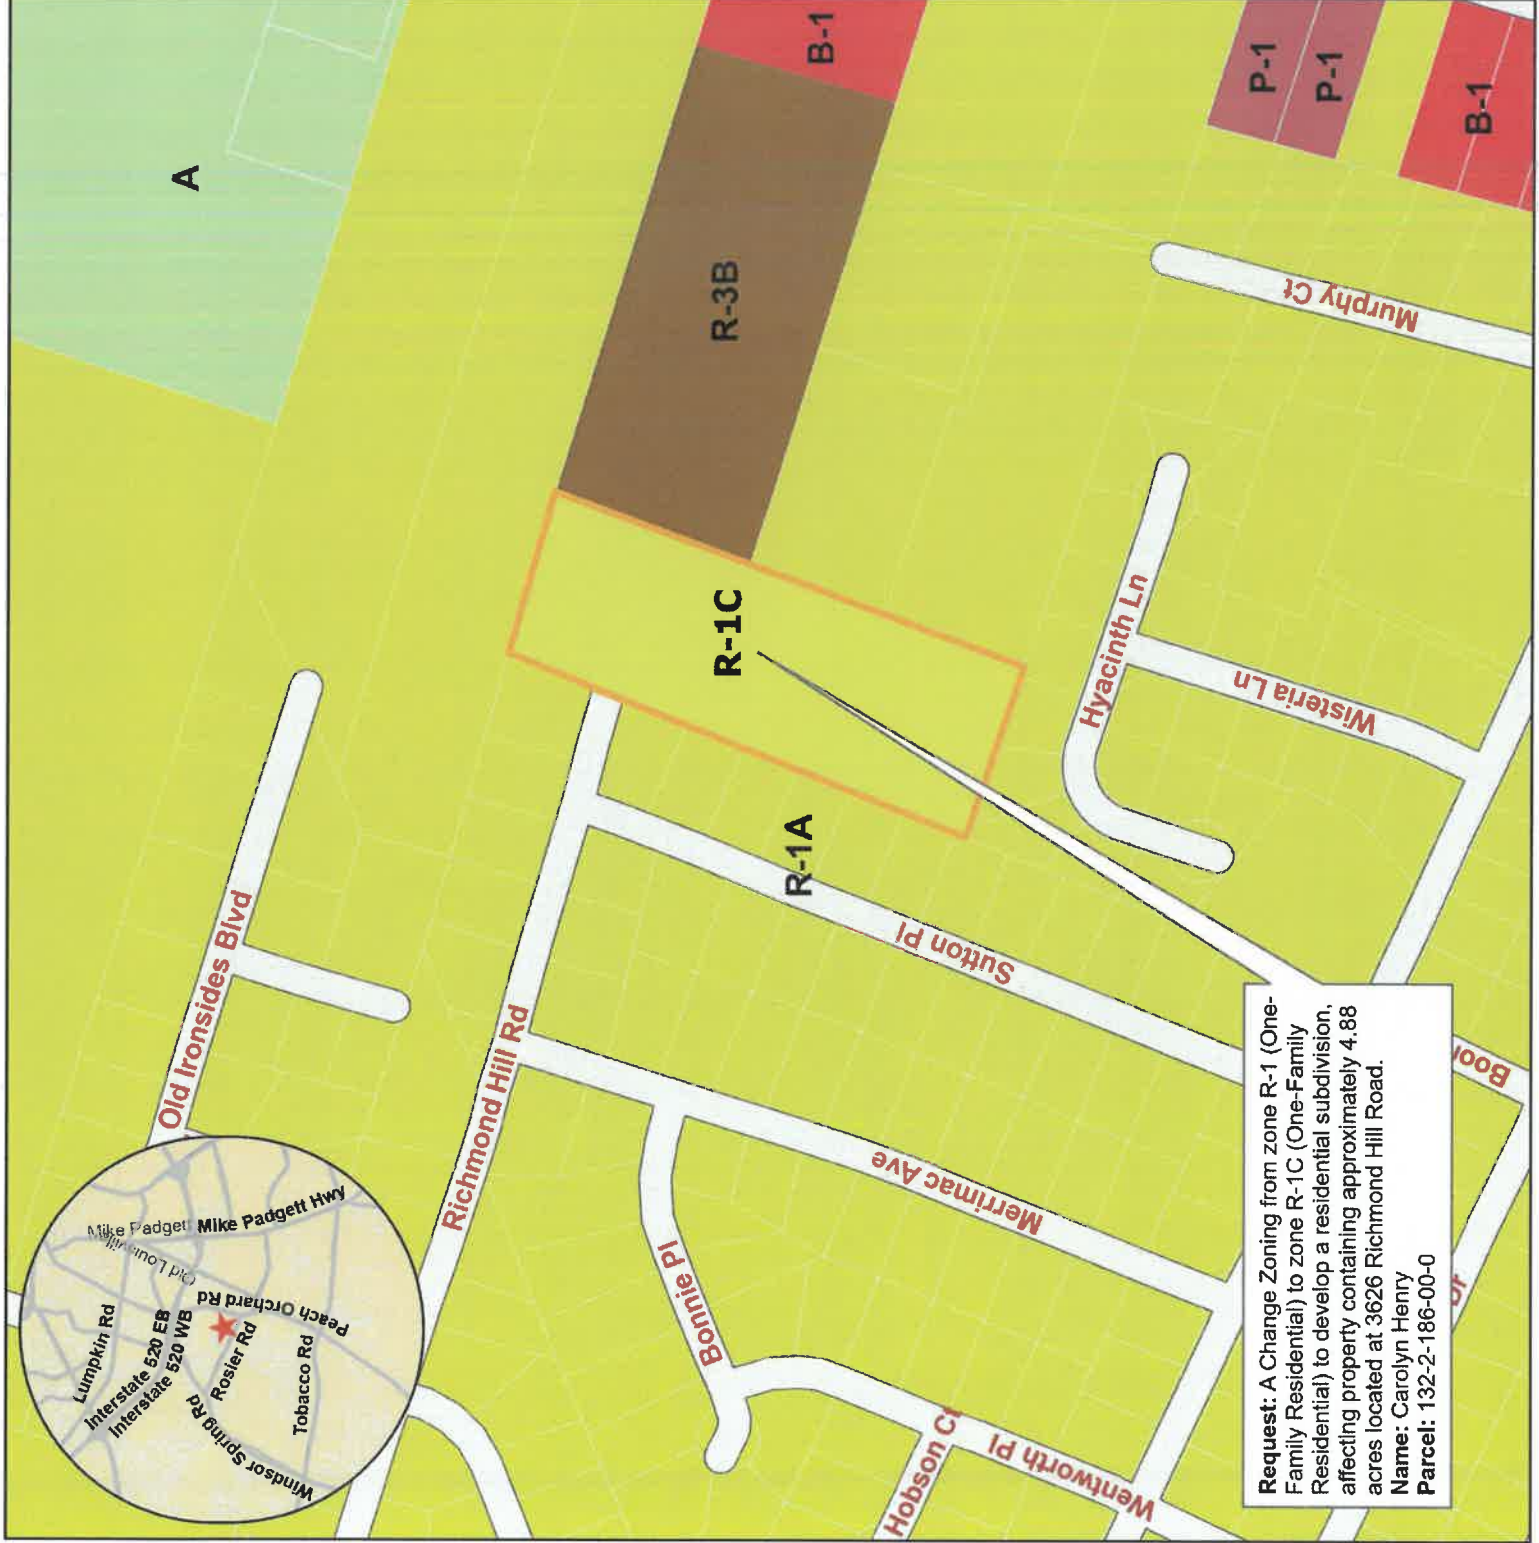 A
B-1
R-3B
P-1
P-1
B-1
R-1C
R-1A
Old Ironsides Blvd
Richmond Hill Rd
Sutton Pl
Merrimac Ave
Bonnie Pl
Hobson Ct
Wentworth Pl
Hyacinth Ln
Wisteria Ln
Murphy Ct
Lumpkin Rd
Interstate 520 EB
Interstate 520 WB
Windsor Spring Rd
Rosier Rd
Tobacco Rd
Peach Orchard Rd
Mike Padgett
Mike Padgett Hwy
Request: A Change Zoning from zone R-1 (One-
Family Residential) to zone R-1C (One-Family
Residential) to develop a residential subdivision,
affecting property containing approximately 4.88
acres located at 3626 Richmond Hill Road.
Name: Carolyn Henry
Parcel: 132-2-186-00-0